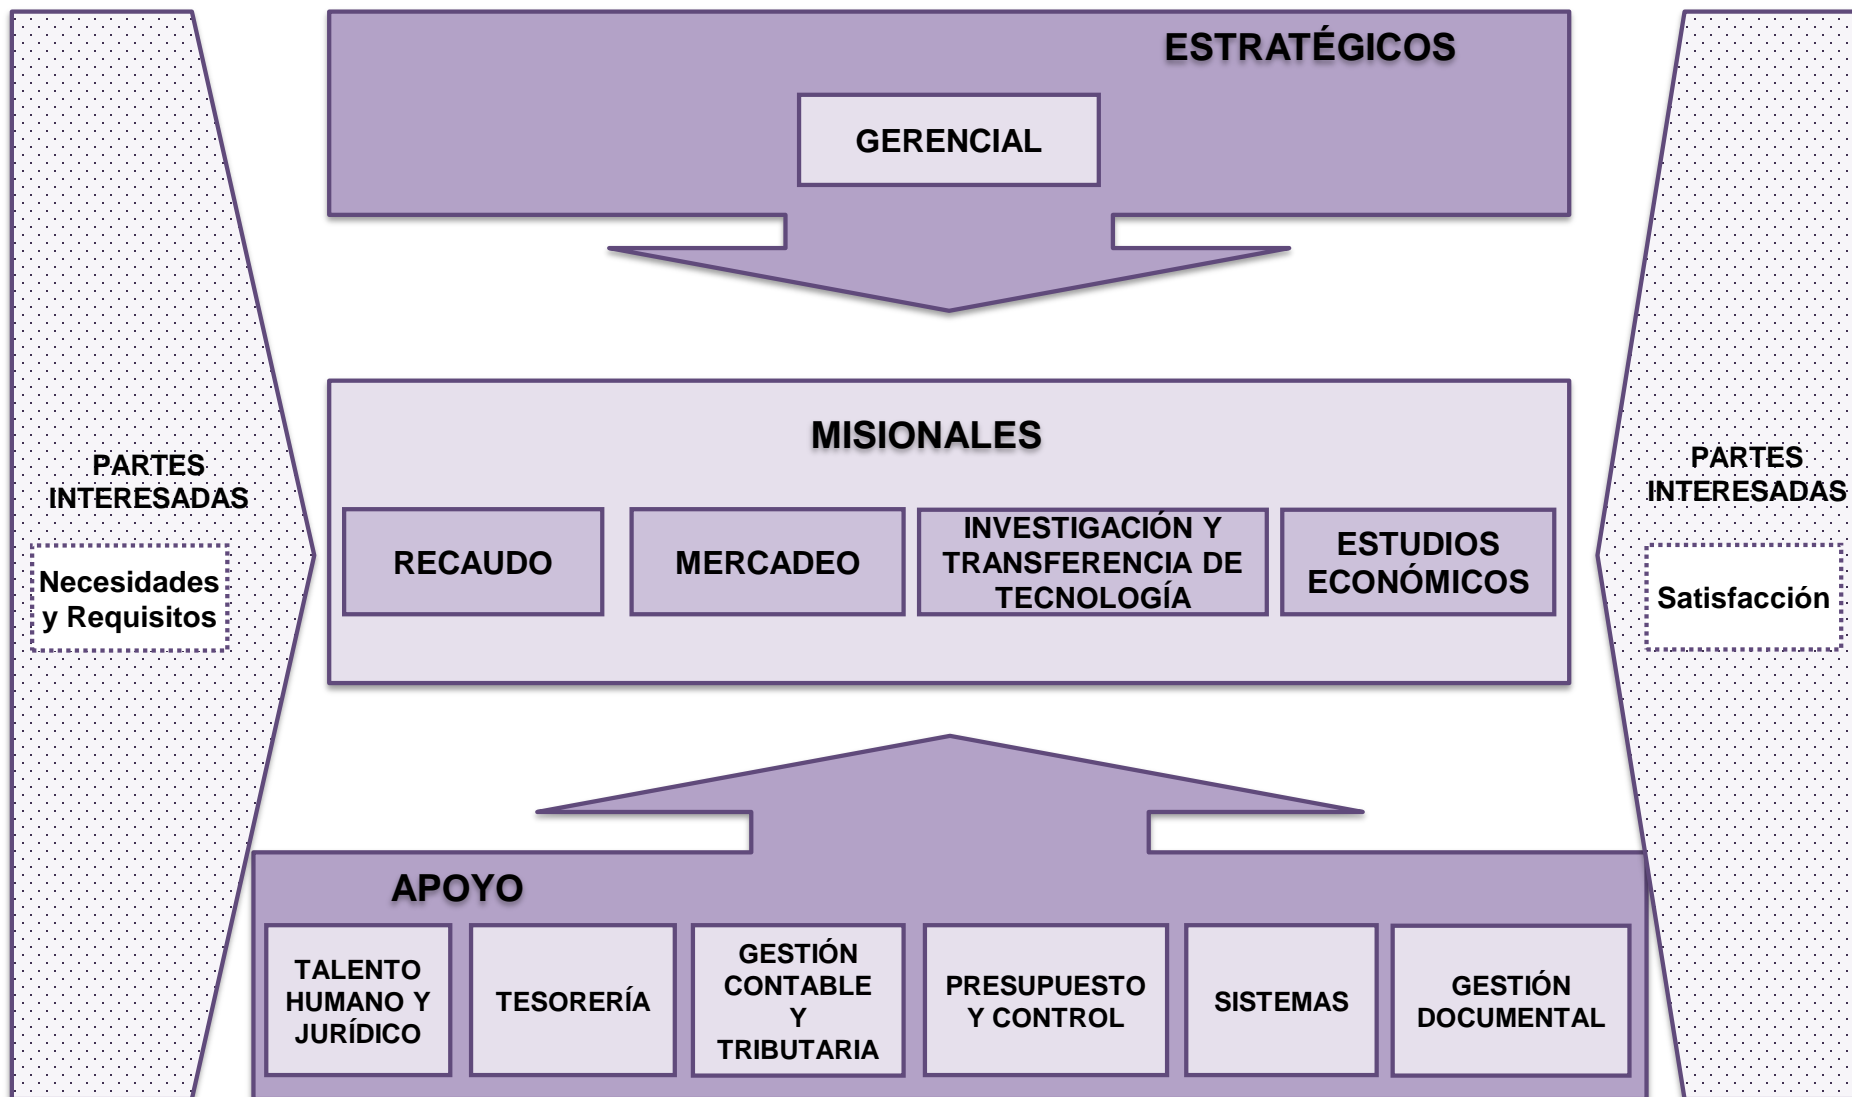 ESTRATÉGICOS
GERENCIAL
PARTES
INTERESADAS
Necesidades
y Requisitos
MISIONALES
RECAUDO
MERCADEO
INVESTIGACIÓN Y
TRANSFERENCIA DE
TECNOLOGÍA
ESTUDIOS
ECONÓMICOS
PARTES
INTERESADAS
Satisfacción
APOYO
TALENTO
HUMANO Y
JURÍDICO
TESORERÍA
GESTIÓN
CONTABLE
Y
TRIBUTARIA
PRESUPUESTO
Y CONTROL
SISTEMAS
GESTIÓN
DOCUMENTAL